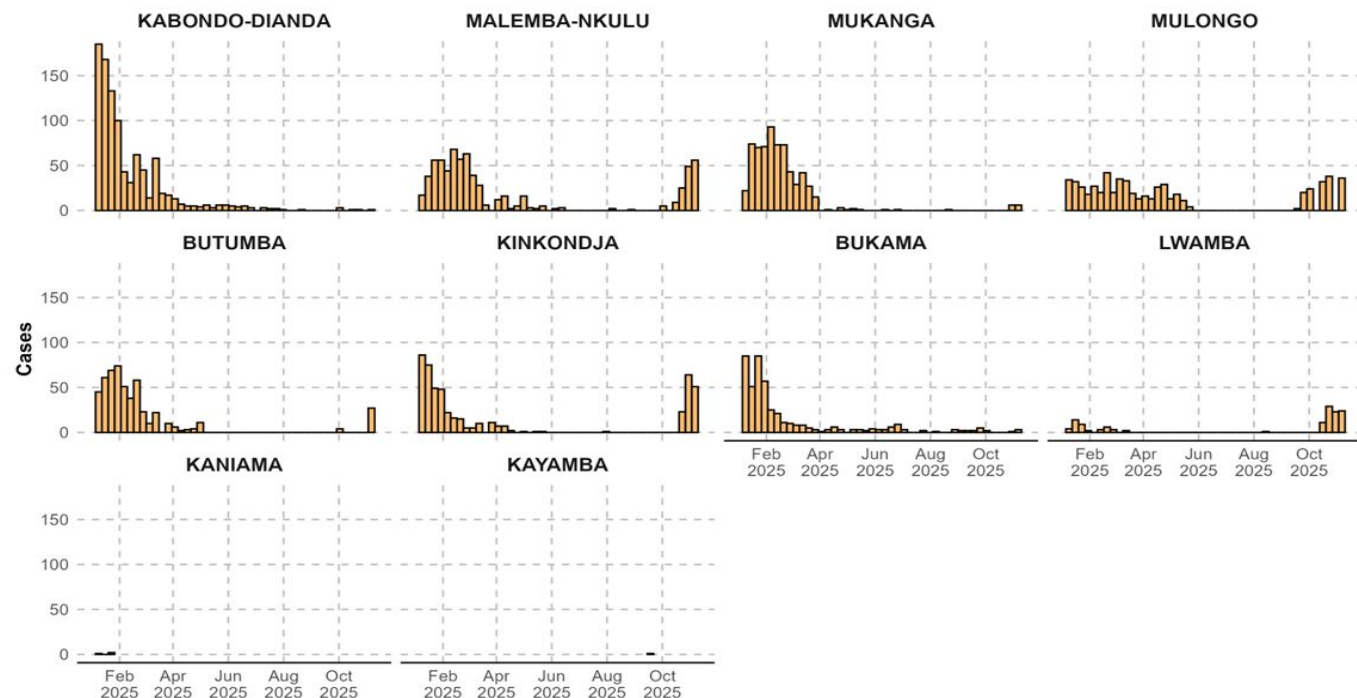 KABONDO-DIANDA
MALEMBA-NKULU
MUKANGA
MULONGO
150
100
50
0
BUTUMBA
KINKONDJA
BUKAMA
LWAMBA
Cases
150
100
50
0
Feb 2025
Apr 2025
Jun 2025
Aug 2025
Oct 2025
Feb 2025
Apr 2025
Jun 2025
Aug 2025
Oct 2025
KANIAMA
KAYAMBA
150
100
50
0
Feb 2025
Apr 2025
Jun 2025
Aug 2025
Oct 2025
Feb 2025
Apr 2025
Jun 2025
Aug 2025
Oct 2025